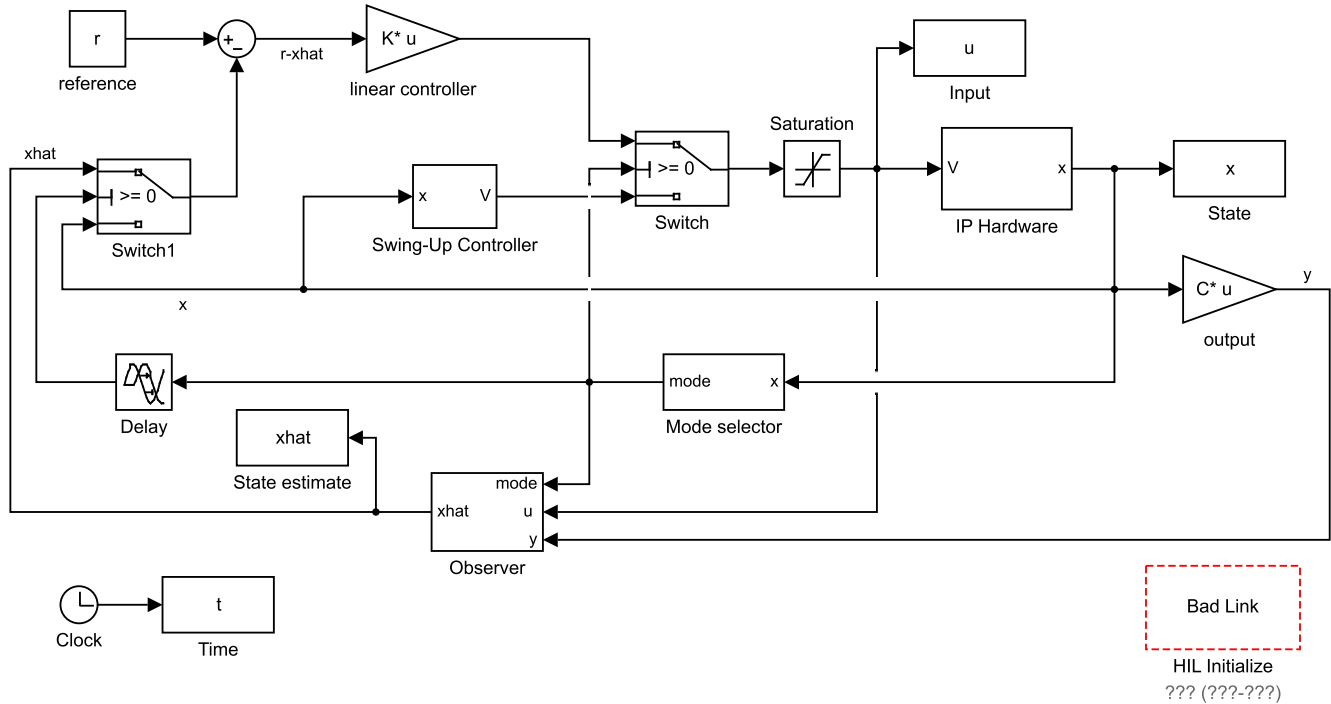 r
reference
+
−
r-xhat
K* u
linear controller
u
Input
Saturation
xhat
>= 0
Switch1
x
V
Swing-Up Controller
>= 0
Switch
V
x
IP Hardware
x
State
x
C* u
y
output
Delay
mode
x
Mode selector
xhat
State estimate
mode
xhat
u
y
Observer
Clock
t
Time
Bad Link
HIL Initialize
??? (???-???)